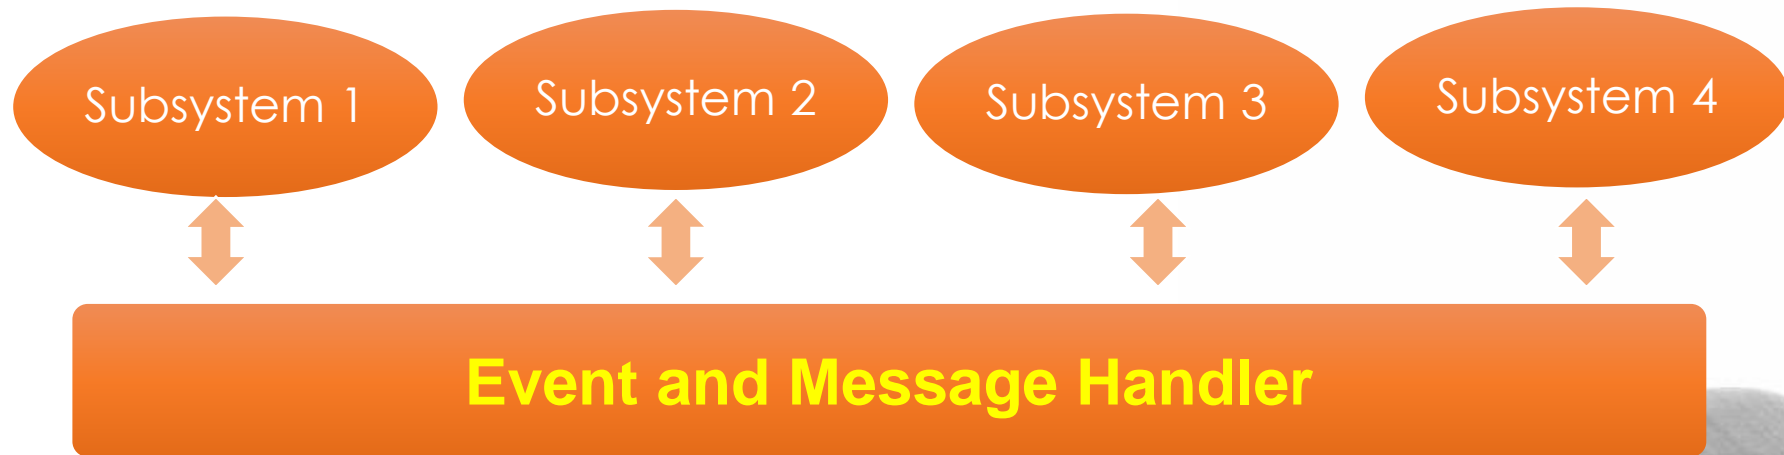 Subsystem 1
Subsystem 2
Subsystem 3
Subsystem 4
Event and Message Handler